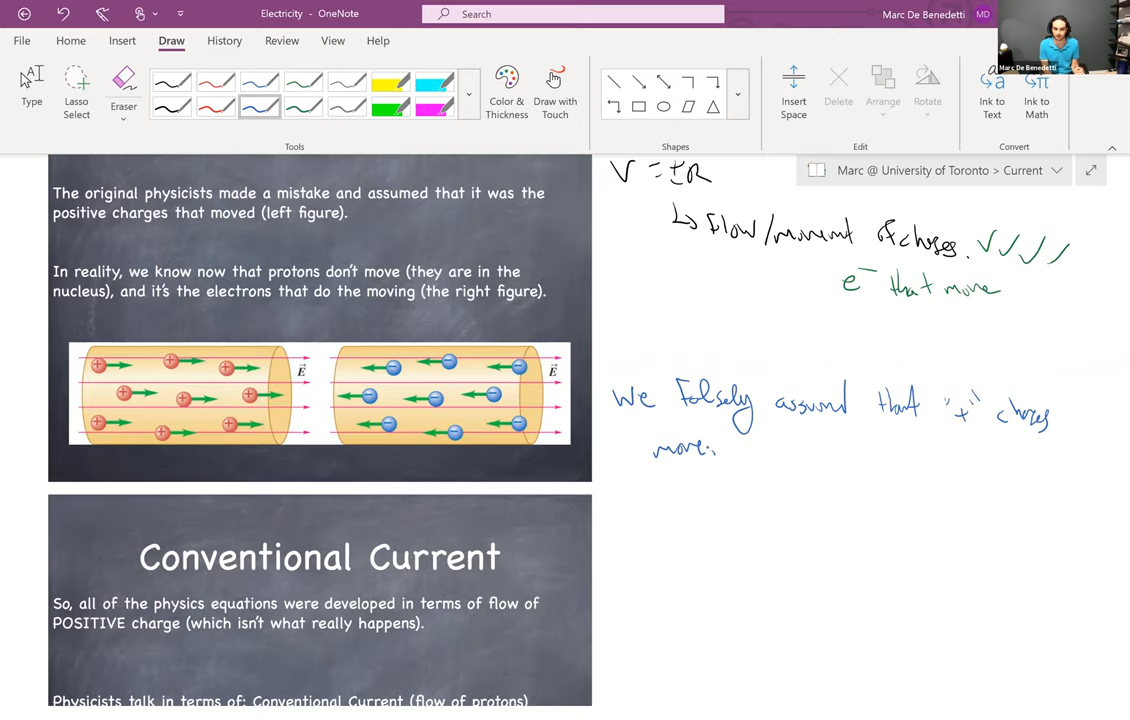 Electricity - OneNote
Search
Marc De Benedetti
MD
Marc De Benedetti
File
Home
Insert
Draw
History
Review
View
Help
Type
Lasso
Select
Eraser
Color &
Thickness
Draw with
Touch
Insert
Space
Delete
Arrange
Rotate
Ink to
Text
Ink to
Math
Tools
Shapes
Edit
Convert
Marc @ University of Toronto > Current
The original physicists made a mistake and assumed that it was the
positive charges that moved (left figure).
In reality, we know now that protons don't move (they are in the
nucleus), and it's the electrons that do the moving (the right figure).
E
E
V = IR
↳ Flow/
e⁻ that move
We Falsely that "+"
move.
Conventional Current
So, all of the physics equations were developed in terms of flow of
POSITIVE charge (which isn't what really happens).
Physicists talk in terms of: Conventional Current (flow of protons)